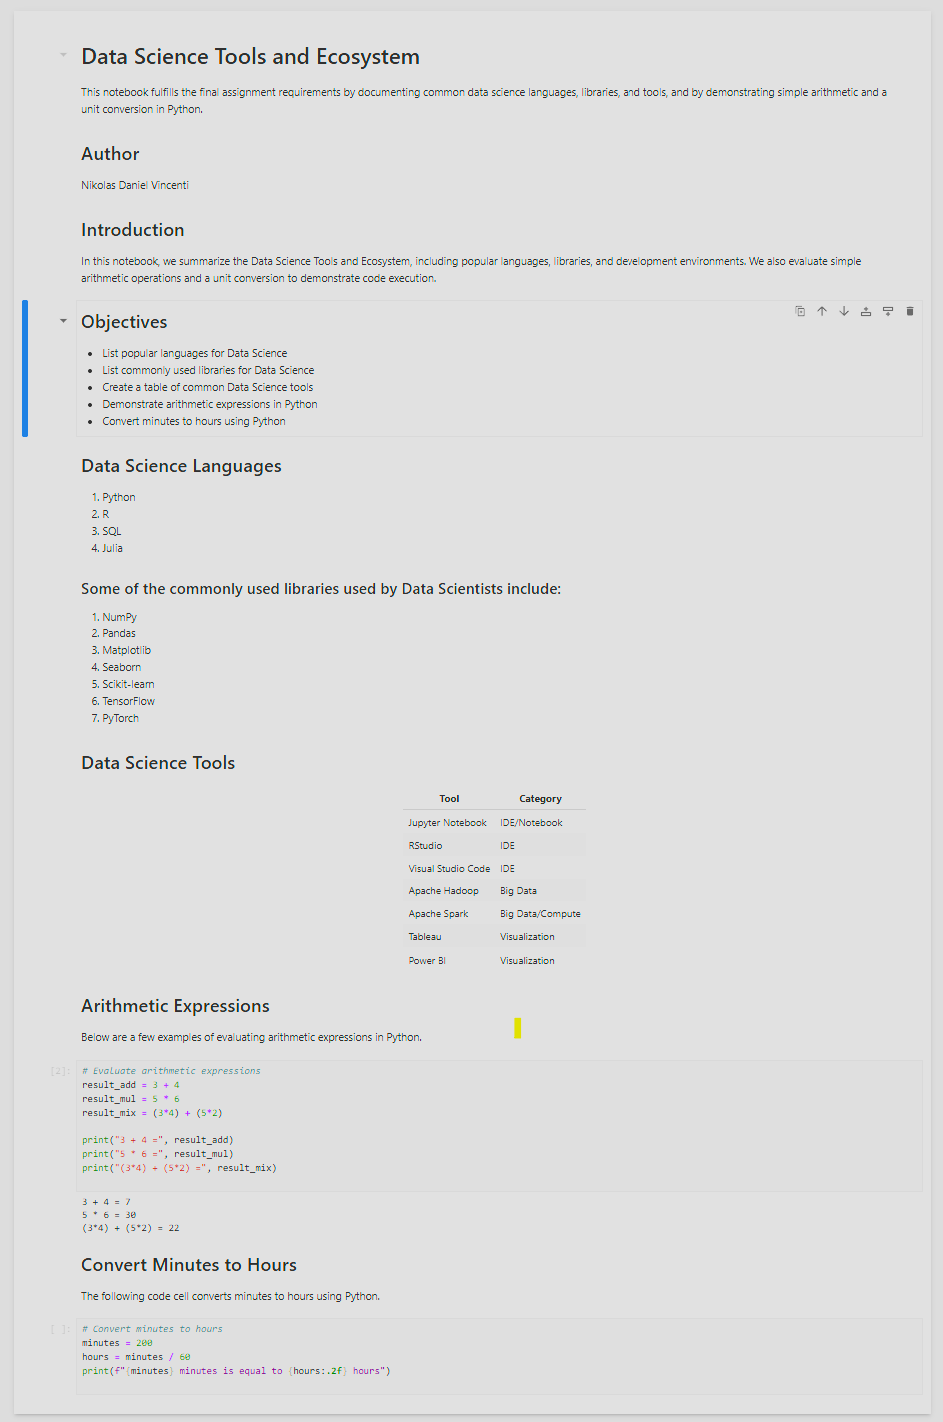 Data Science Tools and Ecosystem
This notebook fulfills the final assignment requirements by documenting common data science languages, libraries, and tools, and by demonstrating simple arithmetic and a
unit conversion in Python.
Author
Nikolas Daniel Vincenti
Introduction
In this notebook, we summarize the Data Science Tools and Ecosystem, including popular languages, libraries, and development environments. We also evaluate simple
arithmetic operations and a unit conversion to demonstrate code execution.
Objectives
• List popular languages for Data Science
• List commonly used libraries for Data Science
• Create a table of common Data Science tools
• Demonstrate arithmetic expressions in Python
• Convert minutes to hours using Python
Data Science Languages
1. Python
2. R
3. SQL
4. Julia
Some of the commonly used libraries used by Data Scientists include:
1. NumPy
2. Pandas
3. Matplotlib
4. Seaborn
5. Scikit-learn
6. TensorFlow
7. PyTorch
Data Science Tools
Tool Category
Jupyter Notebook IDE/Notebook
RStudio IDE
Visual Studio Code IDE
Apache Hadoop Big Data
Apache Spark Big Data/Compute
Tableau Visualization
Power BI Visualization
Arithmetic Expressions
Below are a few examples of evaluating arithmetic expressions in Python.
[2]: # Evaluate arithmetic expressions
result_add = 3 + 4
result_mul = 5 * 6
result_mix = (3*4) + (5*2)
print("3 + 4 =", result_add)
print("5 * 6 =", result_mul)
print("(3*4) + (5*2) =", result_mix)
3 + 4 = 7
5 * 6 = 30
(3*4) + (5*2) = 22
Convert Minutes to Hours
The following code cell converts minutes to hours using Python.
[ ]: # Convert minutes to hours
minutes = 200
hours = minutes / 60
print(f"{minutes} minutes is equal to {hours:.2f} hours")